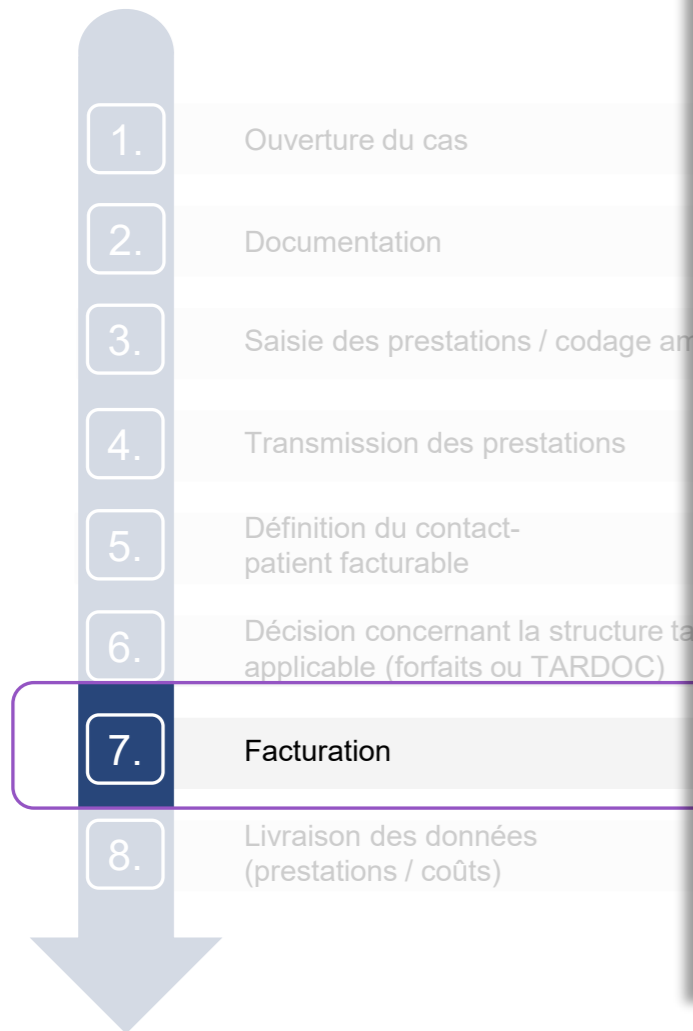 1. Ouverture du cas
2. Documentation
3. Saisie des prestations / codage
4. Transmission des prestations
5. Définition du contact-
patient facturable
6. Décision concernant la structure
applicable (forfaits ou TARDOC)
7. Facturation
8. Livraison des données
(prestations / coûts)